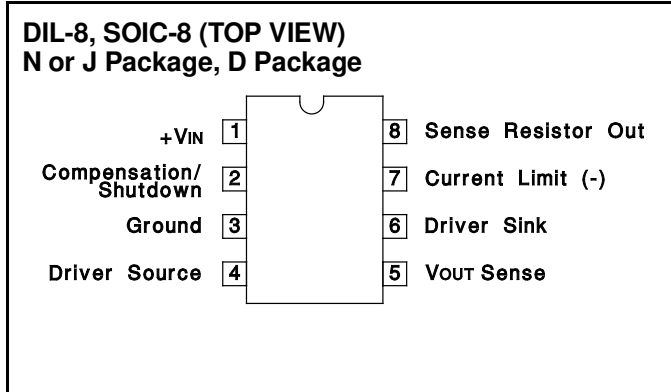 DIL-8, SOIC-8 (TOP VIEW)
N or J Package, D Package
+VIN 1
8 Sense Resistor Out
Compensation/
Shutdown 2
7 Current Limit (-)
Ground 3
6 Driver Sink
Driver Source 4
5 VOUT Sense